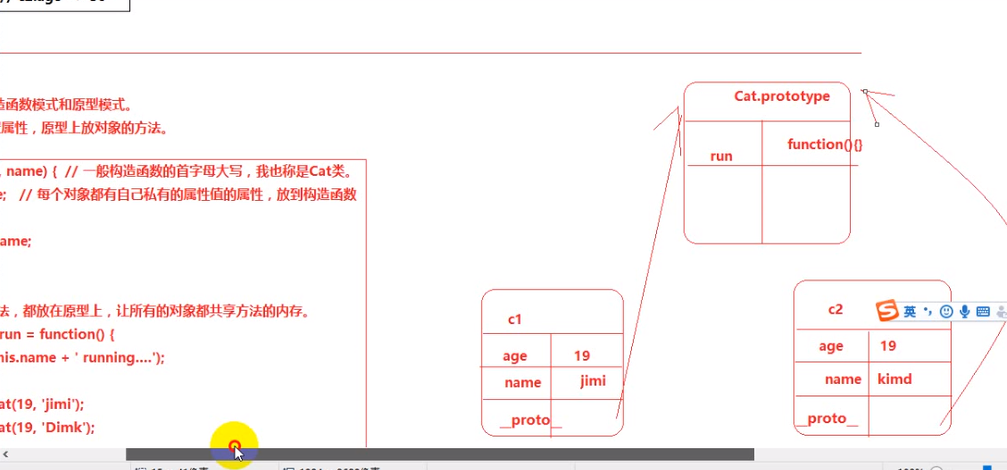 造函数模式和原型模式。
属性，原型上放对象的方法。
, name) { // 一般构造函数的首字母大写，我也称是Cat类。
e; // 每个对象都有自己私有的属性值的属性，放到构造函数
ame;
法，都放在原型上，让所有的对象都共享方法的内存。
run = function() {
his.name + ' running....');
at(19, 'jimi');
at(19, 'Dimk');
Cat.prototype
run
function(){}
c1
age
19
name
jimi
__proto__
c2
age
19
name
kimd
__proto__
英